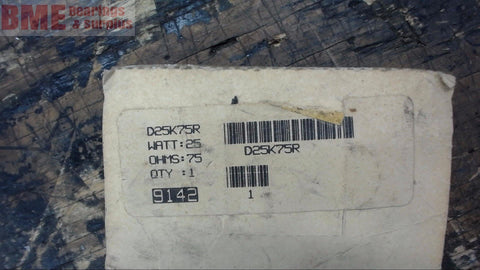 BME bearings & supplies
D25K75R
WATT:25
OHMS:75
QTY :1
9142
D25K75R
1